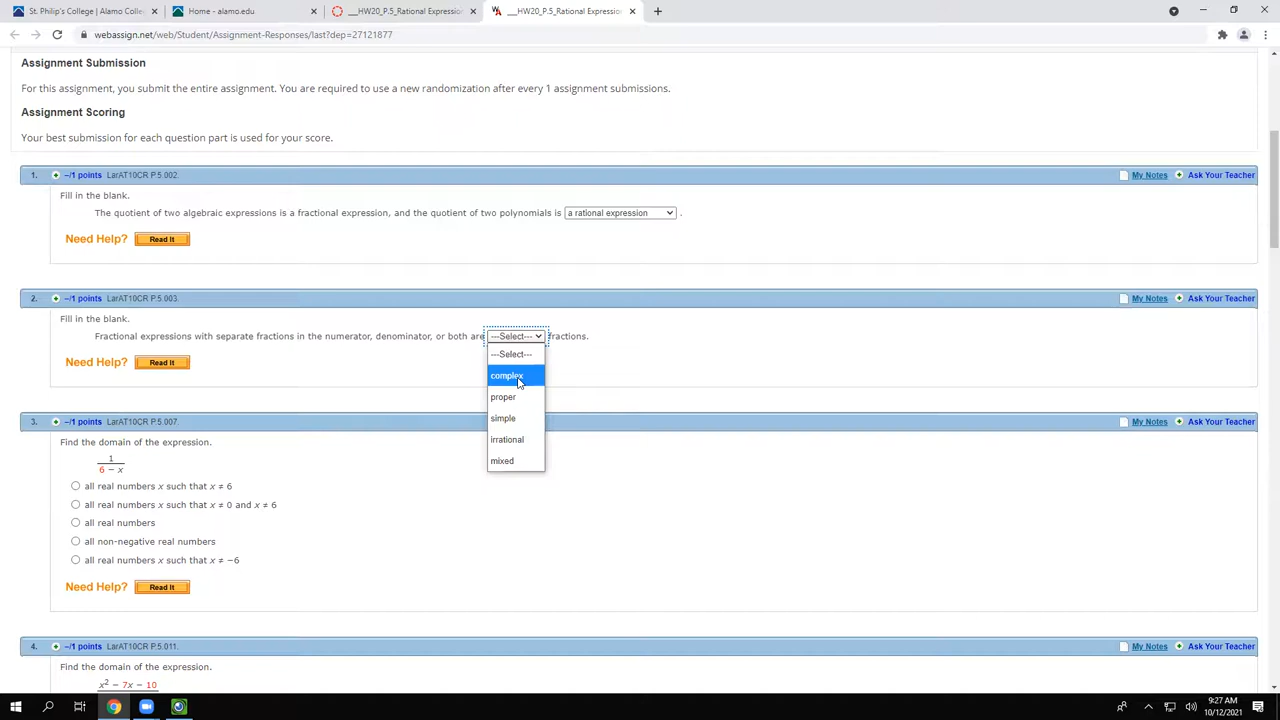 St. Philip's College | Alamo Colle
Home - alamo.edu
___HW20_P.5_Rational Expression
___HW20_P.5_Rational Expression
webassign.net/web/Student/Assignment-Responses/last?dep=27121877
Assignment Submission
For this assignment, you submit the entire assignment. You are required to use a new randomization after every 1 assignment submissions.
Assignment Scoring
Your best submission for each question part is used for your score.
1. –/1 points LarAT10CR P.5.002. My Notes Ask Your Teacher
Fill in the blank.
The quotient of two algebraic expressions is a fractional expression, and the quotient of two polynomials is a rational expression .
Need Help? Read It
2. –/1 points LarAT10CR P.5.003. My Notes Ask Your Teacher
Fill in the blank.
Fractional expressions with separate fractions in the numerator, denominator, or both are ---Select--- fractions.
---Select---
Need Help? Read It
complex
proper
simple
irrational
mixed
3. –/1 points LarAT10CR P.5.007. My Notes Ask Your Teacher
Find the domain of the expression.
1
6 − x
all real numbers x such that x ≠ 6
all real numbers x such that x ≠ 0 and x ≠ 6
all real numbers
all non-negative real numbers
all real numbers x such that x ≠ −6
Need Help? Read It
4. –/1 points LarAT10CR P.5.011. My Notes Ask Your Teacher
Find the domain of the expression.
x² − 7x − 10
9:27 AM
10/12/2021